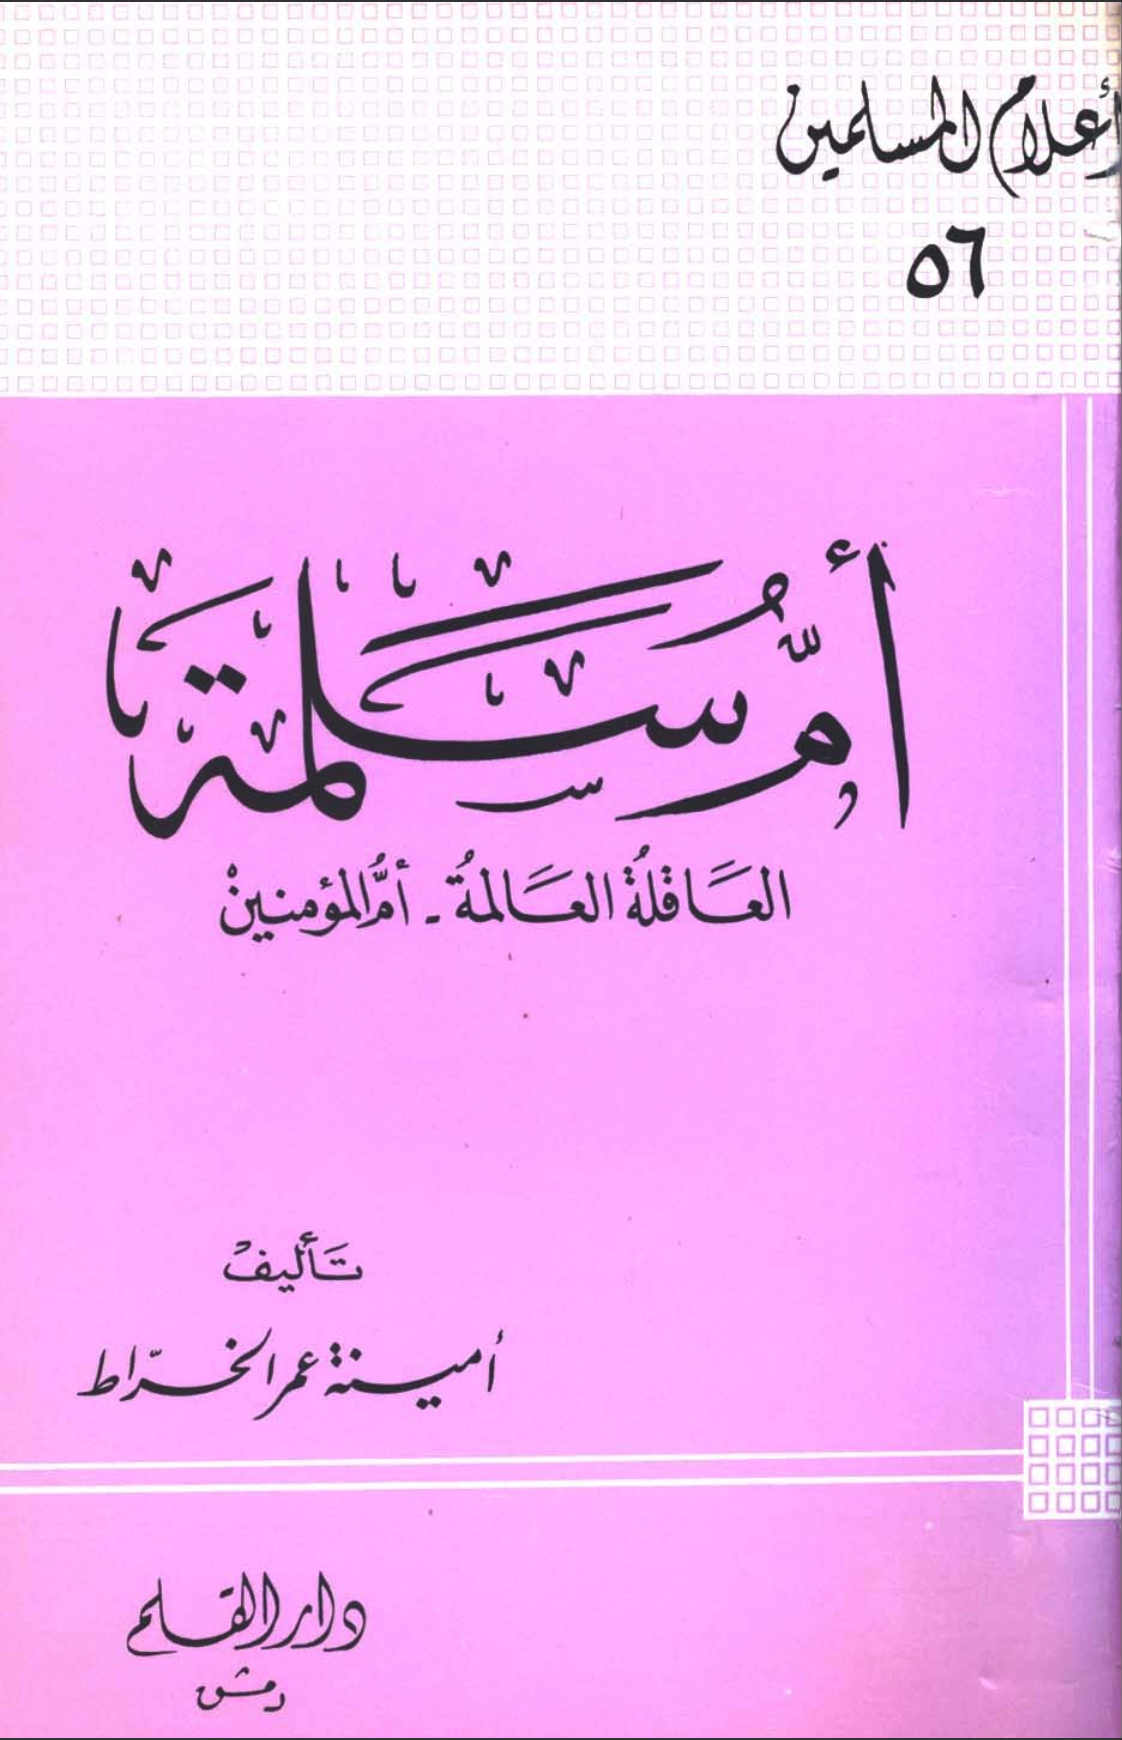 أعلام المسلمين
٥٦
أمّ سلمة
العاقلةُ العالمةُ - أمُّ المؤمنين
تأليف
أمينة عمر الخرّاط
دار القلم
دمشق